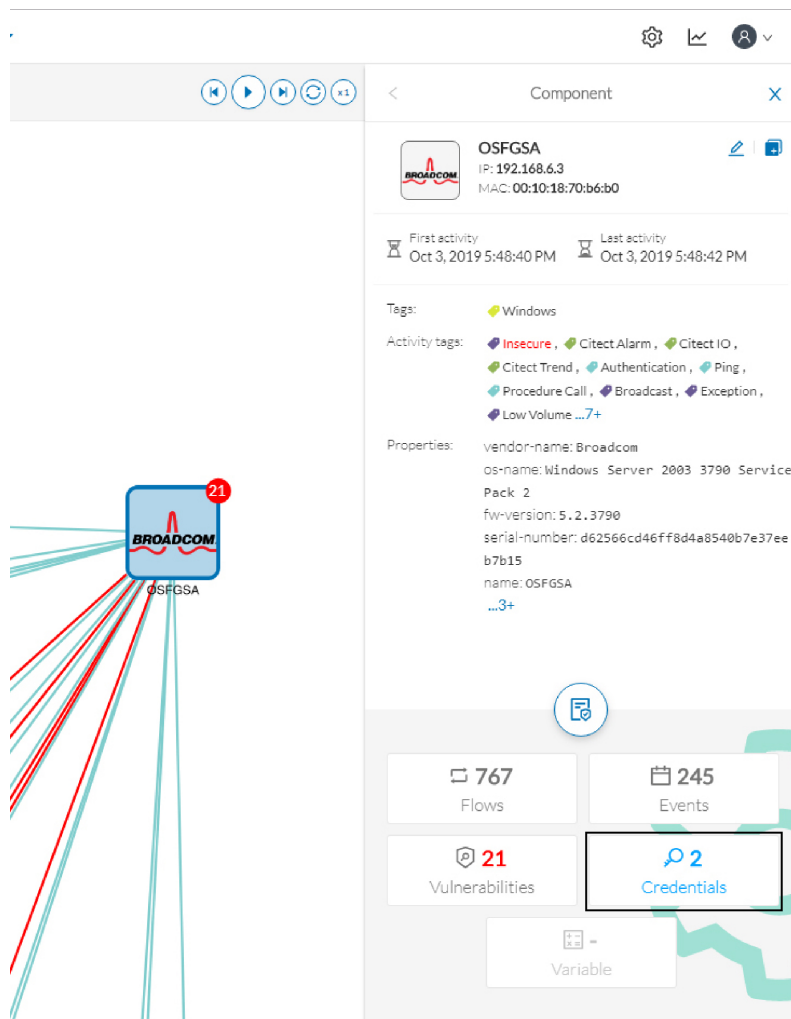 x1
Component
BROADCOM
OSFGSA
IP: 192.168.6.3
MAC: 00:10:18:70:b6:b0
First activity
Oct 3, 2019 5:48:40 PM
Last activity
Oct 3, 2019 5:48:42 PM
Tags:
Windows
Activity tags:
Insecure , Citect Alarm , Citect IO ,
Citect Trend , Authentication , Ping ,
Procedure Call , Broadcast , Exception ,
Low Volume ...7+
Properties:
vendor-name: Broadcom
os-name: Windows Server 2003 3790 Service
Pack 2
fw-version: 5.2.3790
serial-number: d62566cd46ff8d4a8540b7e37ee
b7b15
name: OSFGSA
...3+
21
BROADCOM
OSFGSA
767
Flows
245
Events
21
Vulnerabilities
2
Credentials
-
Variable